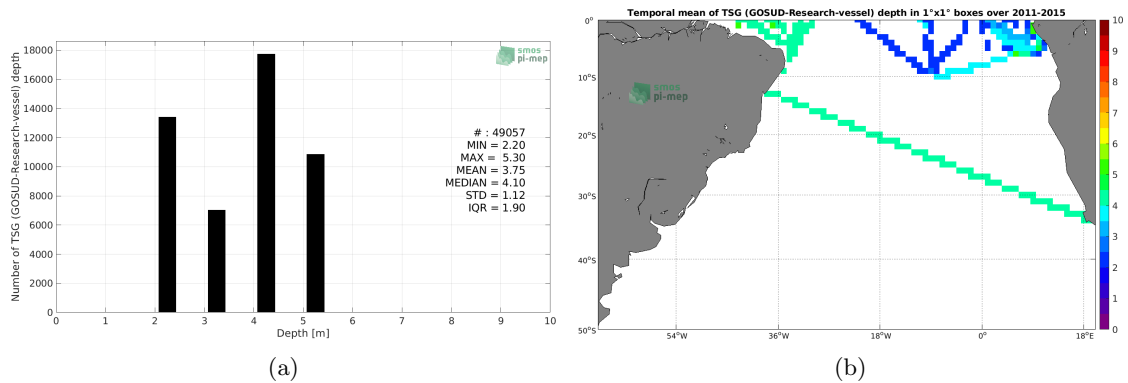 18000
16000
14000
12000
10000
8000
6000
4000
2000
0
Number of TSG (GOSUD-Research-vessel) depth
smos
pi-mep
# : 49057
MIN = 2.20
MAX = 5.30
MEAN = 3.75
MEDIAN = 4.10
STD = 1.12
IQR = 1.90
0 1 2 3 4 5 6 7 8 9 10
Depth [m]
(a)
Temporal mean of TSG (GOSUD-Research-vessel) depth in 1°x1° boxes over 2011-2015
0°
10°S
20°S
30°S
40°S
50°S
smos
pi-mep
54°W 36°W 18°W 0° 18°E
10
9
8
7
6
5
4
3
2
1
0
(b)